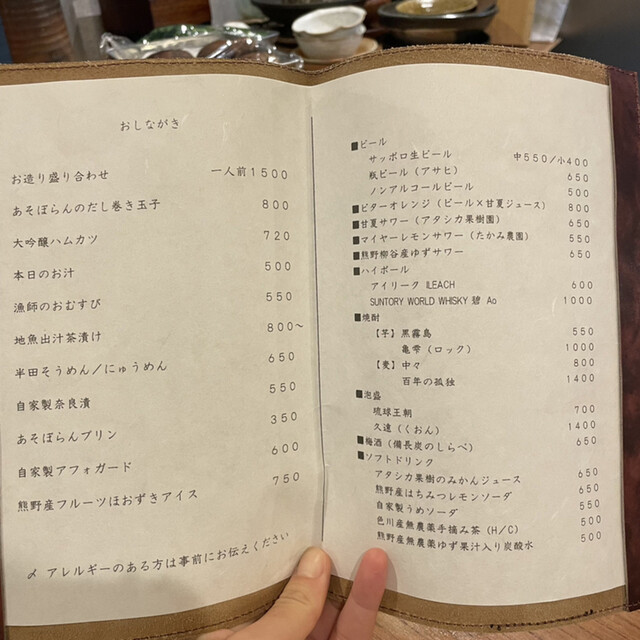 おしながき
お造り盛り合わせ 一人前1500
あそぼらんのだし巻き玉子 800
大吟醸ハムカツ 720
本日のお汁 500
漁師のおむすび 550
地魚出汁茶漬け 800～
半田そうめん／にゅうめん 650
自家製奈良漬 550
あそぼらんプリン 350
自家製アフォガード 600
熊野産フルーツほおずきアイス 750
〆 アレルギーのある方は事前にお伝えください
■ビール
サッポロ生ビール 中550/小400
瓶ビール（アサヒ） 650
ノンアルコールビール 500
■ビターオレンジ（ビール×甘夏ジュース） 800
■甘夏サワー（アタシカ果樹園） 650
■マイヤーレモンサワー（たかみ農園） 550
■熊野柳谷産ゆずサワー 650
■ハイボール
アイリーク ILEACH 600
SUNTORY WORLD WHISKY 碧 Ao 1000
■焼酎
【芋】黒霧島 550
亀雫（ロック） 1000
【麦】中々 800
百年の孤独 1400
■泡盛
琉球王朝 700
久遠（くおん） 1400
■梅酒（備長炭のしらべ） 650
■ソフトドリンク
アタシカ果樹のみかんジュース 650
熊野産はちみつレモンソーダ 650
自家製うめソーダ 550
色川産無農薬手摘み茶（H/C） 500
熊野産無農薬ゆず果汁入り炭酸水 500